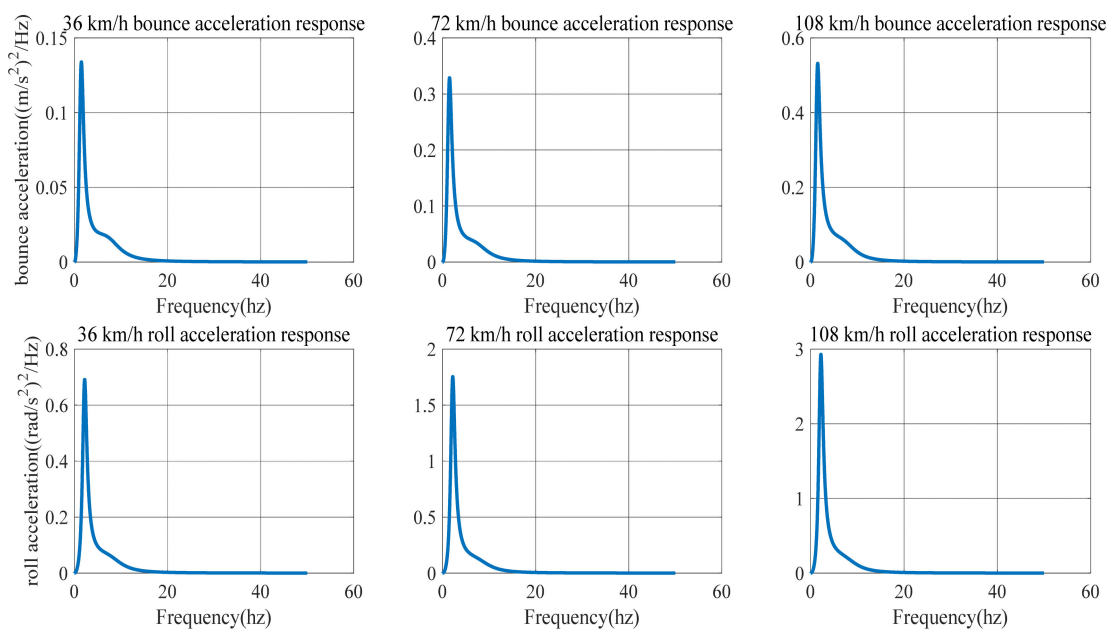 36 km/h bounce acceleration response
72 km/h bounce acceleration response
108 km/h bounce acceleration response
bounce acceleration((m/s²)²/Hz)
0.15
0.1
0.05
0
0 20 40 60
Frequency(hz)
0.4
0.3
0.2
0.1
0
0 20 40 60
Frequency(hz)
0.6
0.4
0.2
0
0 20 40 60
Frequency(hz)
36 km/h roll acceleration response
72 km/h roll acceleration response
108 km/h roll acceleration response
roll acceleration((rad/s²)²/Hz)
0.8
0.6
0.4
0.2
0
0 20 40 60
Frequency(hz)
2
1.5
1
0.5
0
0 20 40 60
Frequency(hz)
3
2
1
0
0 20 40 60
Frequency(hz)